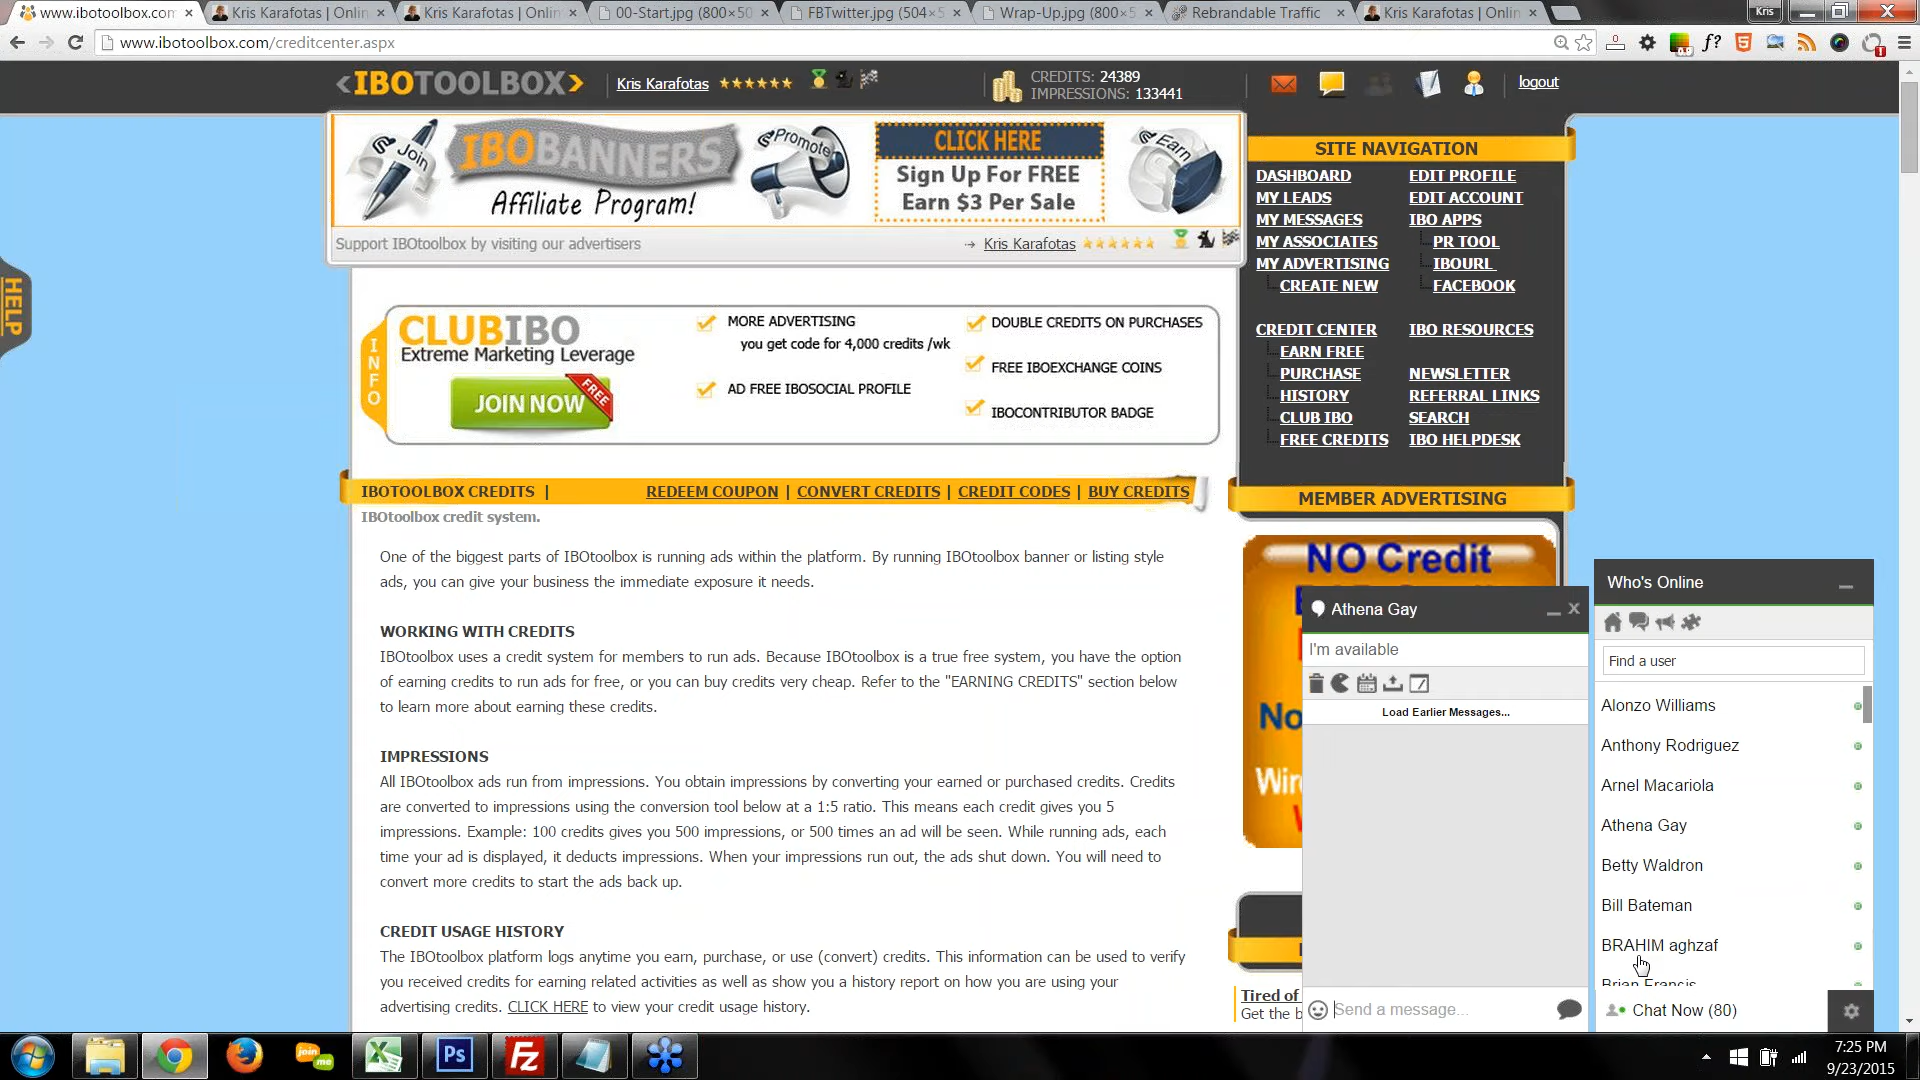 www.ibotoolbox.com
Kris Karafotas | Onlin
Kris Karafotas | Onlin
00-Start.jpg (800×50
FBTwitter.jpg (504×5
Wrap-Up.jpg (800×5
Rebrandable Traffic
Kris Karafotas | Onlin
Kris
www.ibotoolbox.com/creditcenter.aspx
<IBOTOOLBOX>
Kris Karafotas
CREDITS: 24389
IMPRESSIONS: 133441
logout
Join
IBOBANNERS
Affiliate Program!
Promote
CLICK HERE
Sign Up For FREE
Earn $3 Per Sale
Earn
Support IBOtoolbox by visiting our advertisers
Kris Karafotas
HELP
INFO
CLUBIBO
Extreme Marketing Leverage
JOIN NOW
FREE
MORE ADVERTISING
you get code for 4,000 credits /wk
AD FREE IBOSOCIAL PROFILE
DOUBLE CREDITS ON PURCHASES
FREE IBOEXCHANGE COINS
IBOCONTRIBUTOR BADGE
IBOTOOLBOX CREDITS |
REDEEM COUPON | CONVERT CREDITS | CREDIT CODES | BUY CREDITS
IBOtoolbox credit system.
One of the biggest parts of IBOtoolbox is running ads within the platform. By running IBOtoolbox banner or listing style
ads, you can give your business the immediate exposure it needs.
WORKING WITH CREDITS
IBOtoolbox uses a credit system for members to run ads. Because IBOtoolbox is a true free system, you have the option
of earning credits to run ads for free, or you can buy credits very cheap. Refer to the "EARNING CREDITS" section below
to learn more about earning these credits.
IMPRESSIONS
All IBOtoolbox ads run from impressions. You obtain impressions by converting your earned or purchased credits. Credits
are converted to impressions using the conversion tool below at a 1:5 ratio. This means each credit gives you 5
impressions. Example: 100 credits gives you 500 impressions, or 500 times an ad will be seen. While running ads, each
time your ad is displayed, it deducts impressions. When your impressions run out, the ads shut down. You will need to
convert more credits to start the ads back up.
CREDIT USAGE HISTORY
The IBOtoolbox platform logs anytime you earn, purchase, or use (convert) credits. This information can be used to verify
you received credits for earning related activities as well as show you a history report on how you are using your
advertising credits. CLICK HERE to view your credit usage history.
SITE NAVIGATION
DASHBOARD
MY LEADS
MY MESSAGES
MY ASSOCIATES
MY ADVERTISING
CREATE NEW
CREDIT CENTER
EARN FREE
PURCHASE
HISTORY
CLUB IBO
FREE CREDITS
EDIT PROFILE
EDIT ACCOUNT
IBO APPS
PR TOOL
IBOURL
FACEBOOK
IBO RESOURCES
NEWSLETTER
REFERRAL LINKS
SEARCH
IBO HELPDESK
MEMBER ADVERTISING
NO Credit
No
Tired of
Get the b
Athena Gay
I'm available
Load Earlier Messages...
Send a message...
Who's Online
Find a user
Alonzo Williams
Anthony Rodriguez
Arnel Macariola
Athena Gay
Betty Waldron
Bill Bateman
BRAHIM aghzaf
Brian Francis
Chat Now (80)
join me
Ps
Fz
7:25 PM
9/23/2015